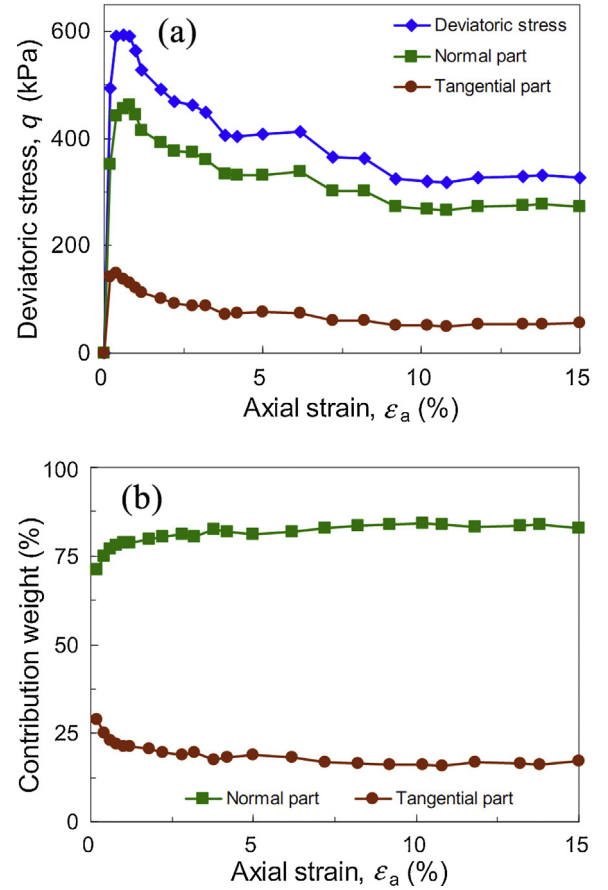 (a)
Deviatoric stress
Normal part
Tangential part
600
400
200
0
Deviatoric stress, q (kPa)
0 5 10 15
Axial strain, εa (%)
(b)
100
75
50
25
0
Contribution weight (%)
Normal part Tangential part
0 5 10 15
Axial strain, εa (%)